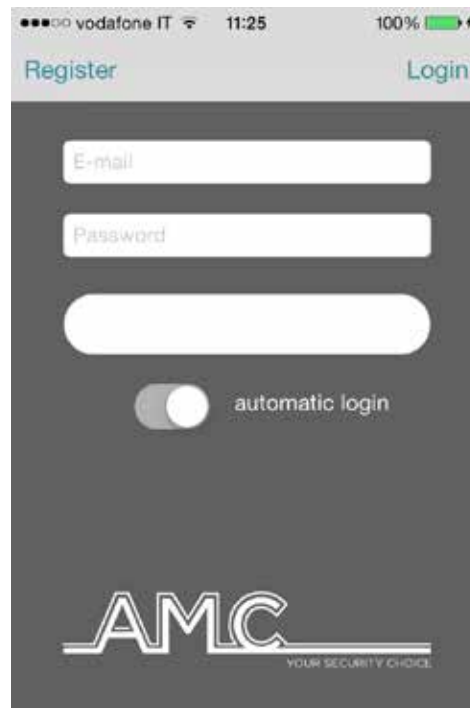 vodafone IT 11:25 100%
Register Login
E-mail
Password
automatic login
AMC
YOUR SECURITY CHOICE